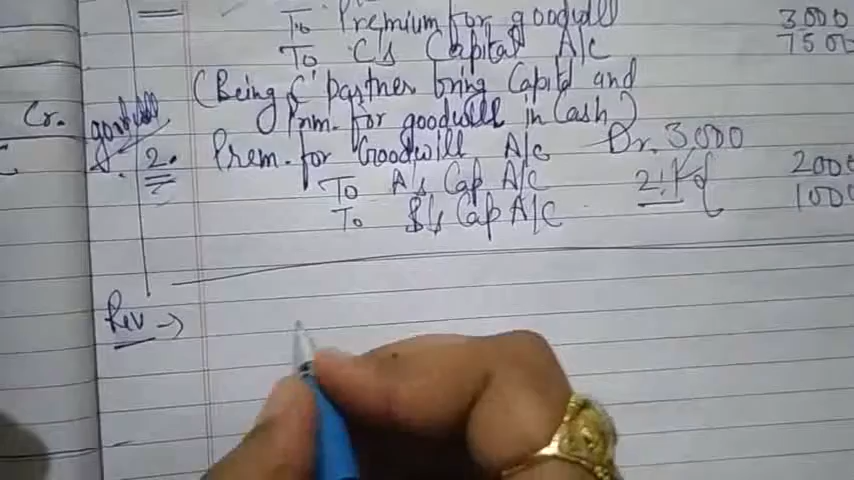 To Premium for goodwill 3000
To C's Capital A/c 7500
(Being 'C' partner bring Capital and
Prm. for goodwill in Cash)
Cr. goodwill
2. Prem. for Goodwill A/c Dr. 3,000
To A's Cap A/c 2:1 2000
To B's Cap A/C 1000
Rev →